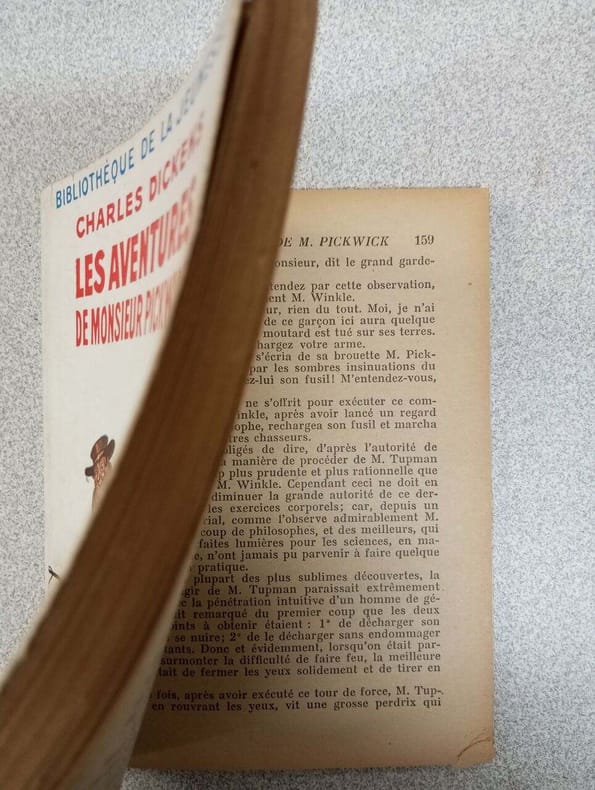 BIBLIOTHÈQUE DE LA
CHARLES DICKENS
LES AVENTURES
DE MONSIEUR PICKW
DE M. PICKWICK 159
onsieur, dit le grand garde-
tendez par cette observation,
ent M. Winkle.
ur, rien du tout. Moi, je n'ai
de ce garçon ici aura quelque
moutard est tué sur ses terres.
hargez votre arme.
s'écria de sa brouette M. Pick-
par les sombres insinuations du
ez-lui son fusil! M'entendez-vous,
ne s'offrit pour exécuter ce com-
inkle, après avoir lancé un regard
osophe, rechargea son fusil et marcha
res chasseurs.
bligés de dire, d'après l'autorité de
a manière de procéder de M. Tupman
p plus prudente et plus rationnelle que
M. Winkle. Cependant ceci ne doit en
diminuer la grande autorité de ce der-
les exercices corporels; car, depuis un
rial, comme l'observe admirablement M.
coup de philosophes, et des meilleurs, qui
faites lumières pour les sciences, en ma-
e, n'ont jamais pu parvenir à faire quelque
pratique.
plupart des plus sublimes découvertes, la
gir de M. Tupman paraissait extrêmement
c la pénétration intuitive d'un homme de gé-
it remarqué du premier coup que les deux
oints à obtenir étaient : 1° de décharger son
se nuire; 2° de le décharger sans endommager
tants. Donc et évidemment, lorsqu'on était par-
surmonter la difficulté de faire feu, la meilleure
tait de fermer les yeux solidement et de tirer en
fois, après avoir exécuté ce tour de force, M. Tup-
en rouvrant les yeux, vit une grosse perdrix qui